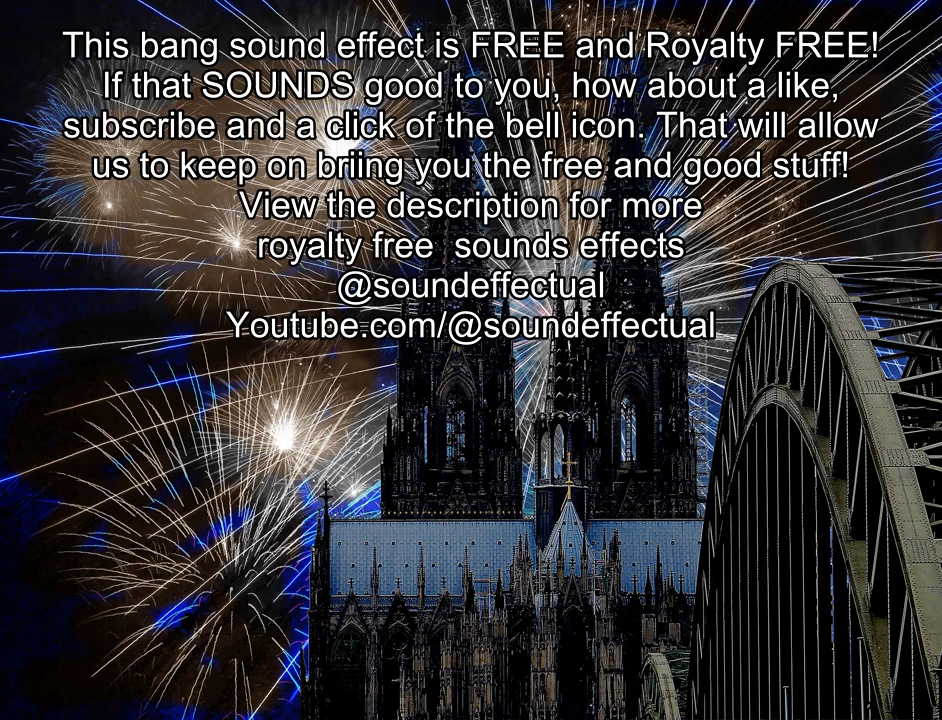 This bang sound effect is FREE and Royalty FREE!
If that SOUNDS good to you, how about a like,
subscribe and a click of the bell icon. That will allow
us to keep on briing you the free and good stuff!
View the description for more
royalty free  sounds effects
@soundeffectual
Youtube.com/@soundeffectual